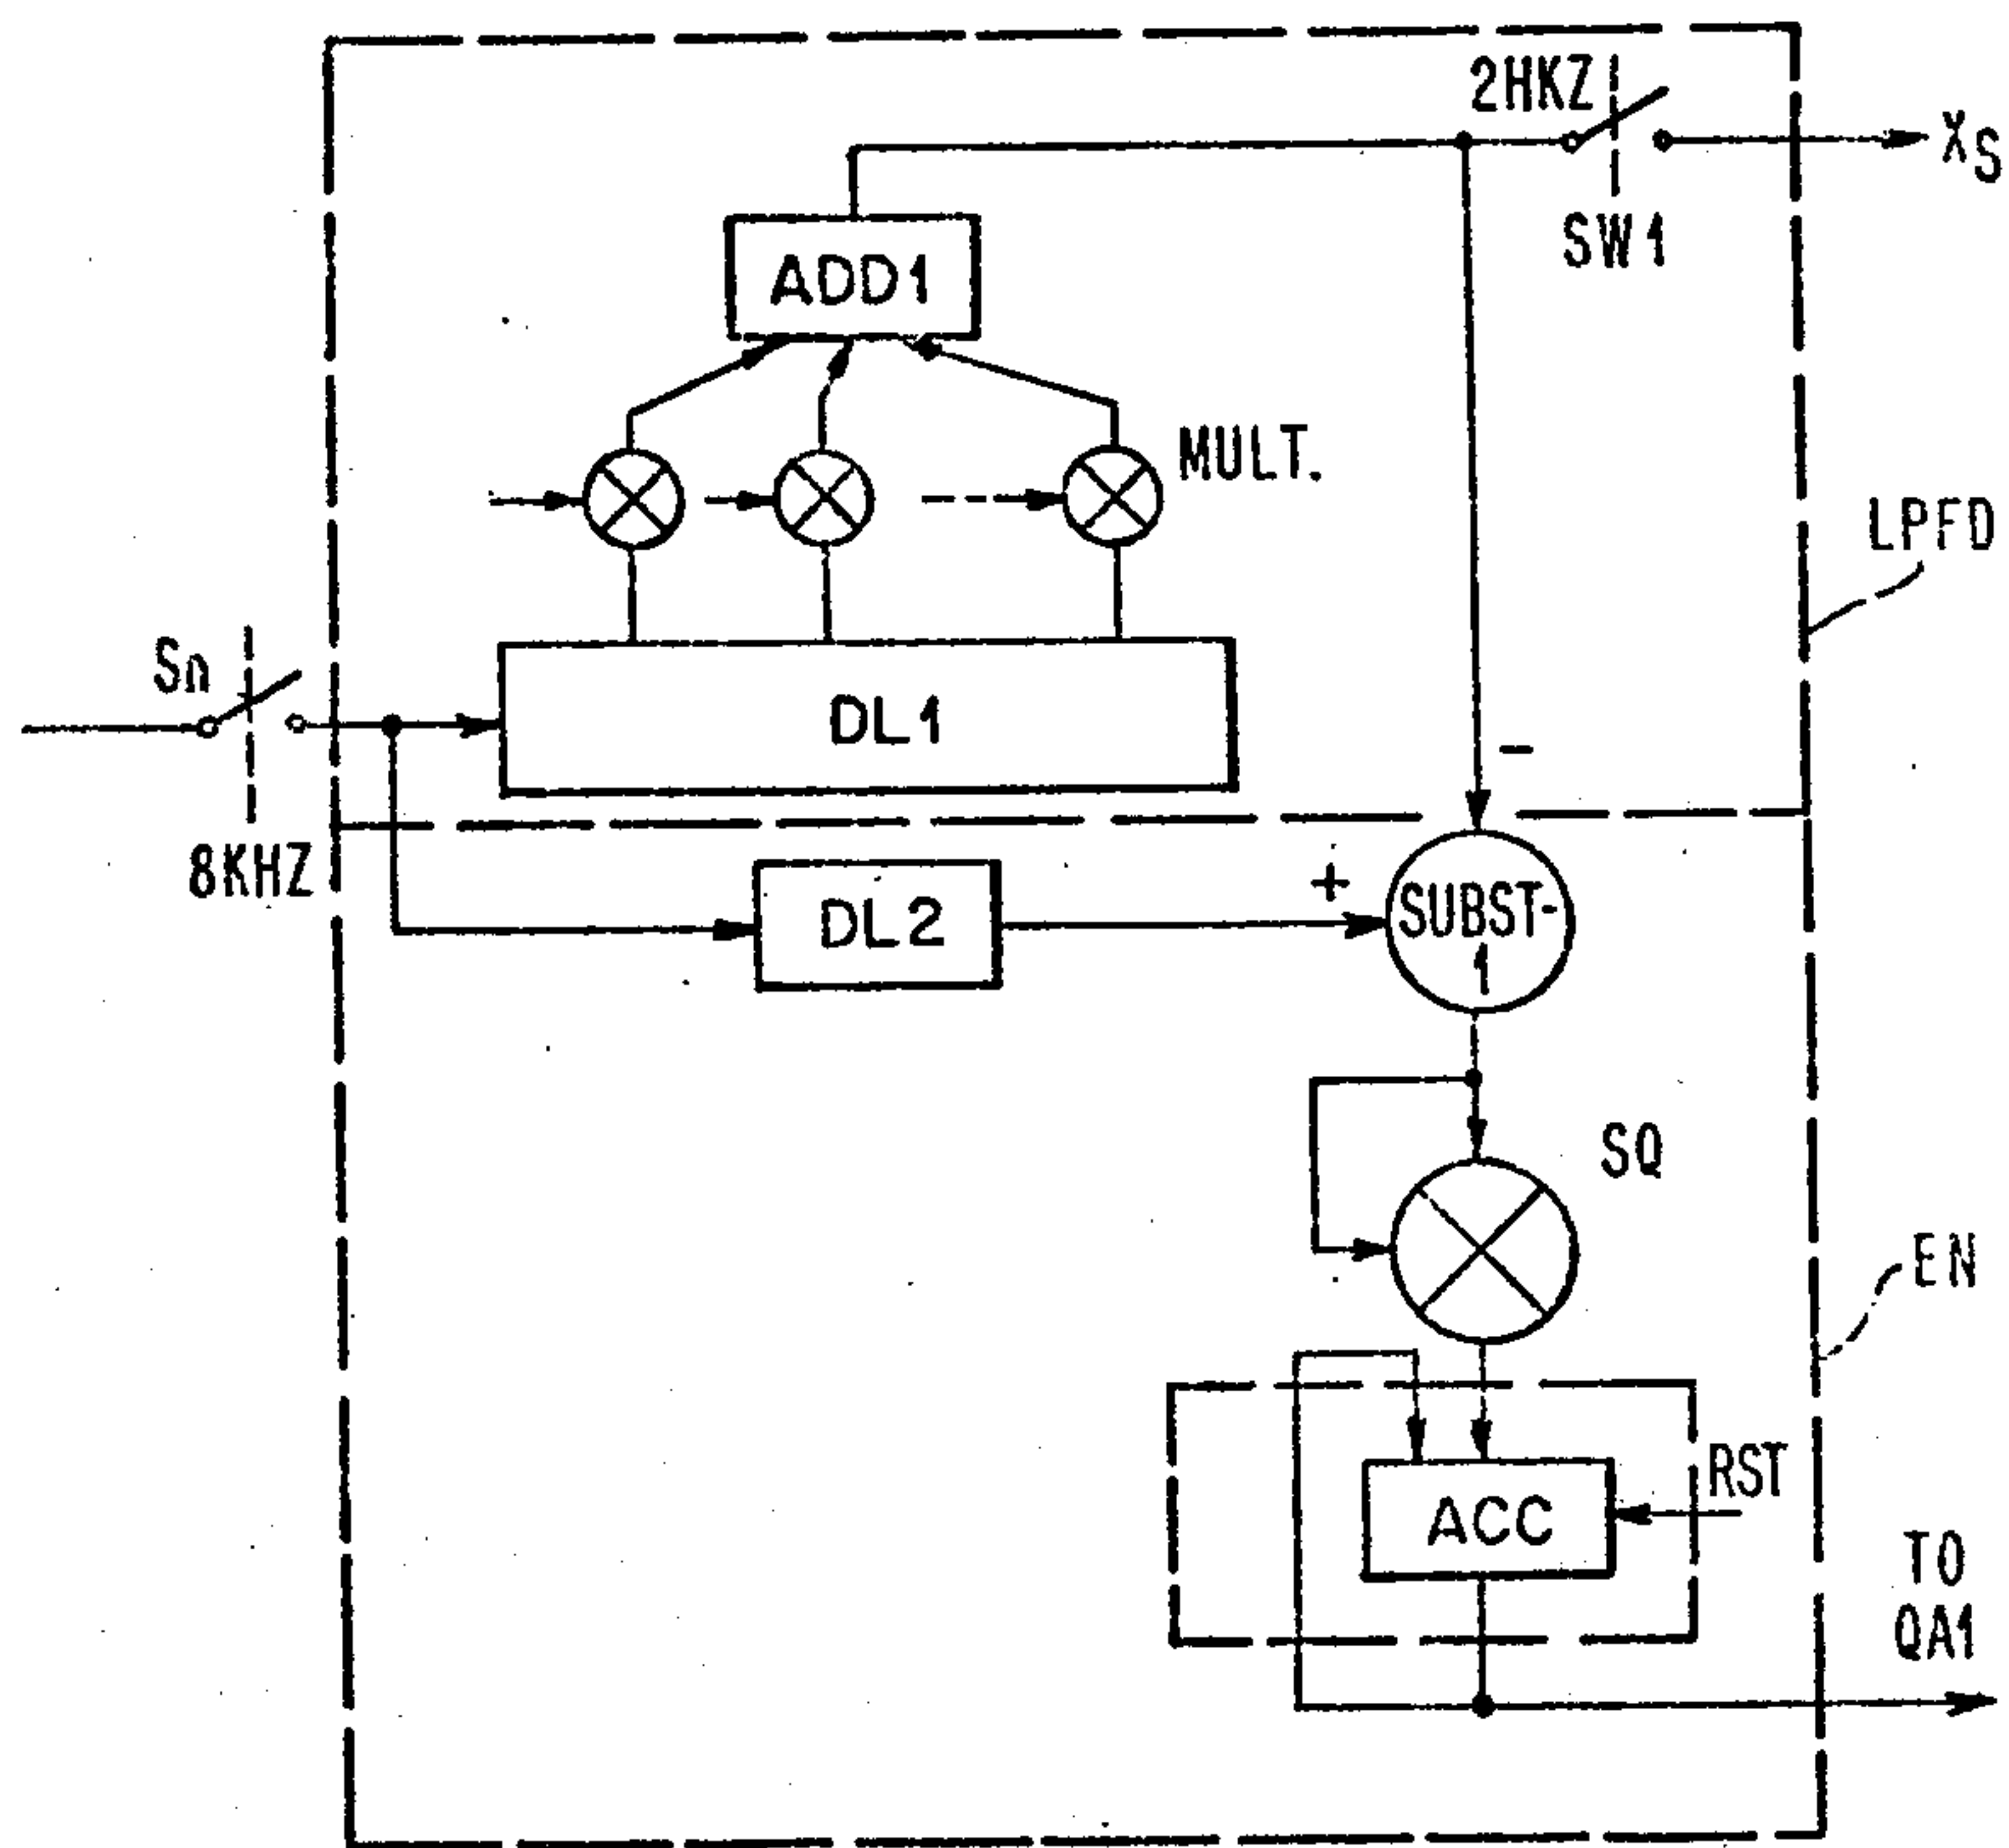 2HKZ
XS
SW1
ADD1
MULT.
LPFD
Sn
DL1
-
8KHZ
DL2
+
SUBST-
1
SQ
EN
RST
ACC
TO
QA1